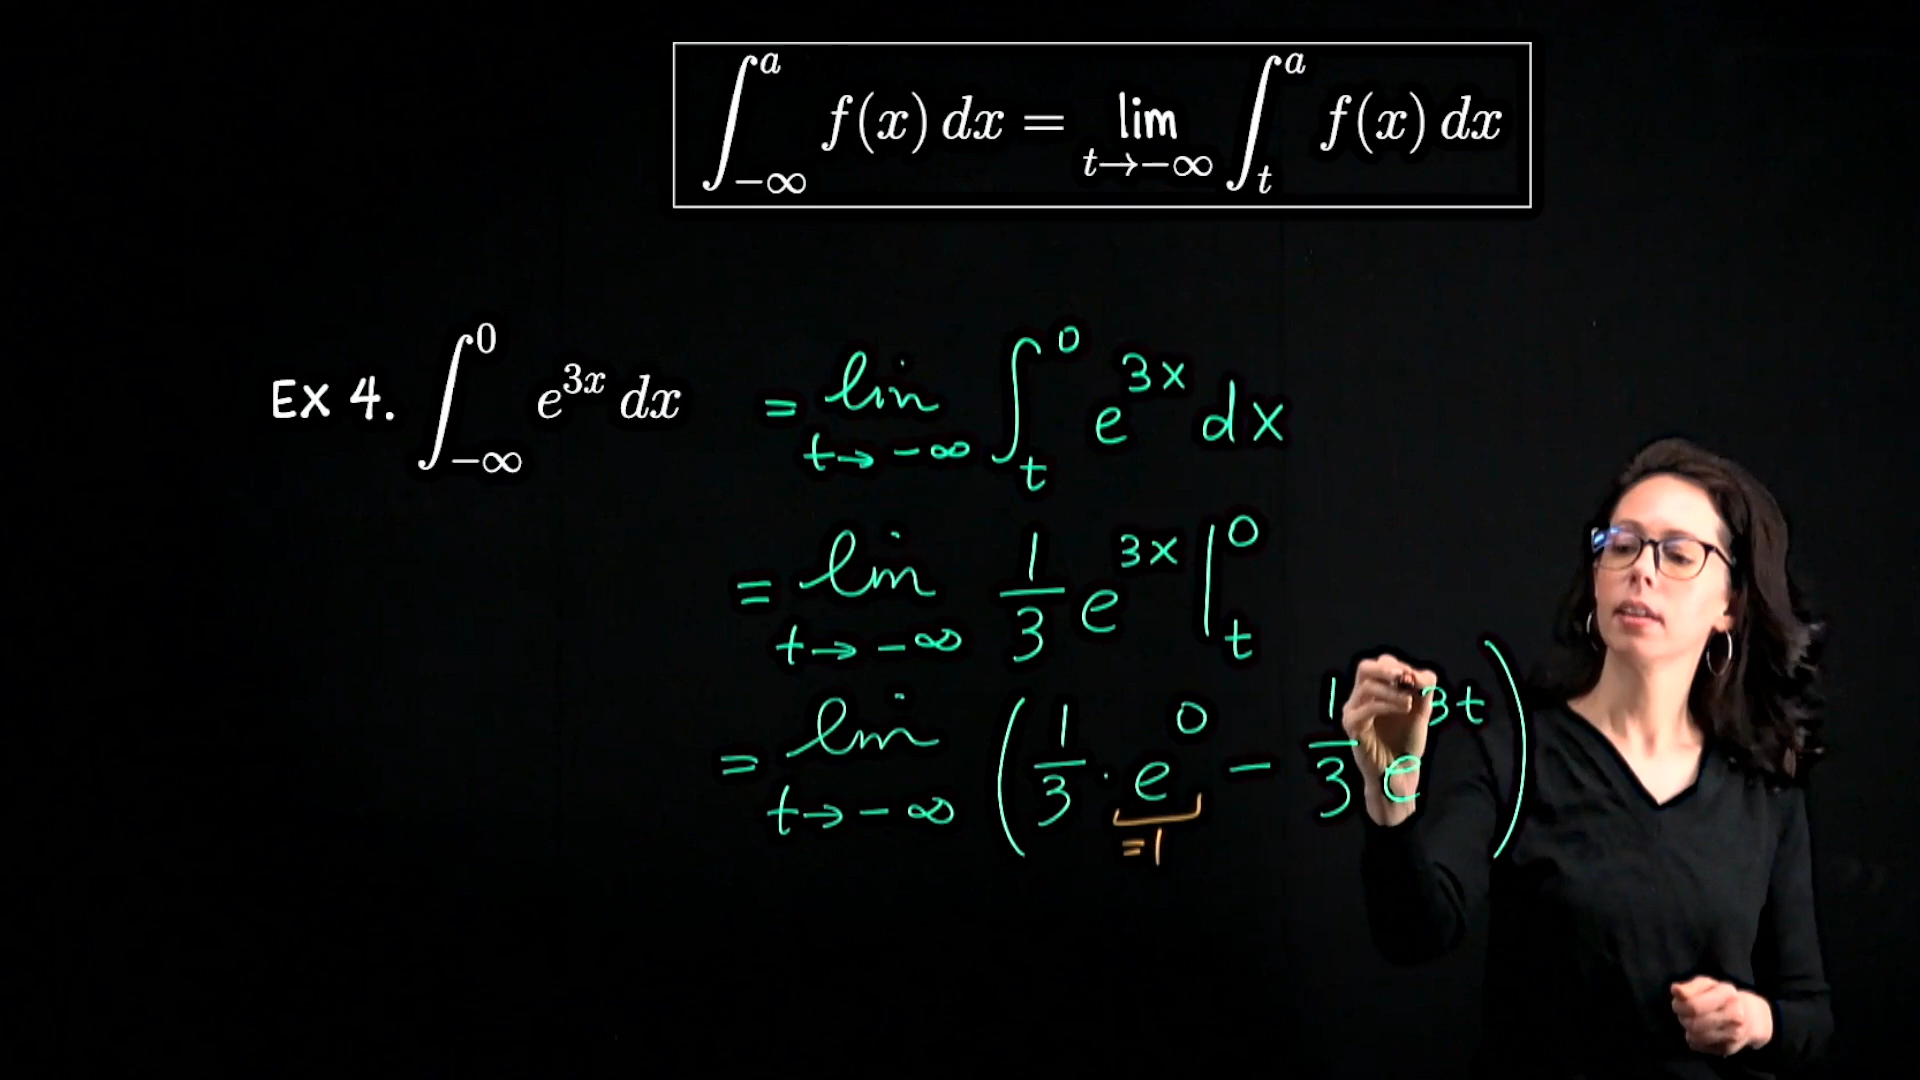 ∫_{-∞}^{a} f(x) dx = lim_{t→-∞} ∫_{t}^{a} f(x) dx
Ex 4. ∫_{-∞}^{0} e^{3x} dx = lim_{t→-∞} ∫_{t}^{0} e^{3x} dx
= lim_{t→-∞} 1/3 e^{3x} |_{t}^{0}
= lim_{t→-∞} (1/3 · e^{0} - 1/3 e^{3t})
=1